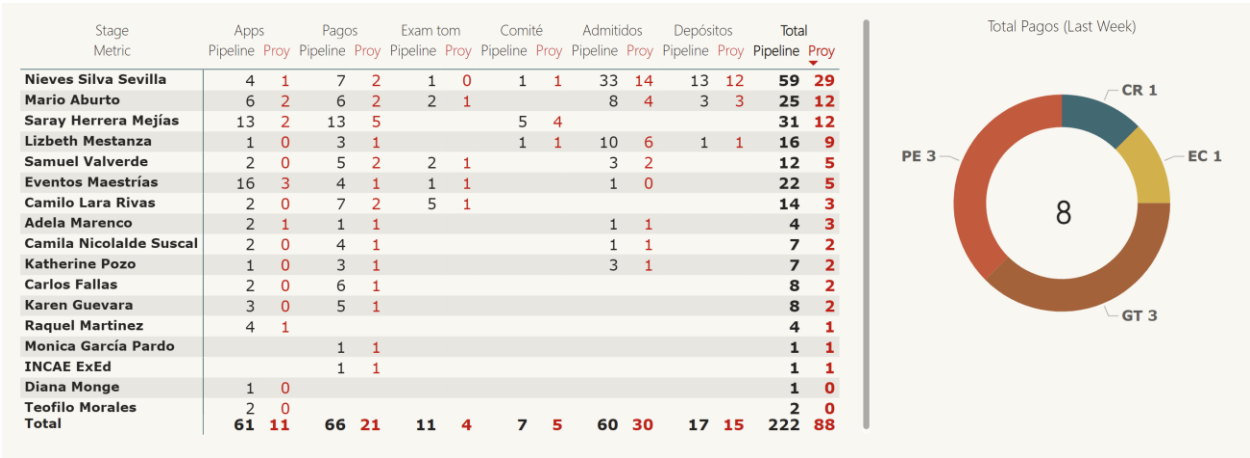 Stage Apps Pagos Exam tom Comité Admitidos Depósitos Total
Metric Pipeline Proy Pipeline Proy Pipeline Proy Pipeline Proy Pipeline Proy Pipeline Proy Pipeline Proy
Nieves Silva Sevilla 4 1 7 2 1 0 1 1 33 14 13 12 59 29
Mario Aburto 6 2 6 2 2 1 8 4 3 3 25 12
Saray Herrera Mejías 13 2 13 5 5 4 31 12
Lizbeth Mestanza 1 0 3 1 1 1 10 6 1 1 16 9
Samuel Valverde 2 0 5 2 2 1 3 2 12 5
Eventos Maestrías 16 3 4 1 1 1 1 0 22 5
Camilo Lara Rivas 2 0 7 2 5 1 14 3
Adela Marenco 2 1 1 1 1 1 4 3
Camila Nicolalde Suscal 2 0 4 1 1 1 7 2
Katherine Pozo 1 0 3 1 3 1 7 2
Carlos Fallas 2 0 6 1 8 2
Karen Guevara 3 0 5 1 8 2
Raquel Martinez 4 1 4 1
Monica García Pardo 1 1 1 1
INCAE ExEd 1 1 1 1
Diana Monge 1 0 1 0
Teofilo Morales 2 0 2 0
Total 61 11 66 21 11 4 7 5 60 30 17 15 222 88
Total Pagos (Last Week)
CR 1
PE 3
EC 1
8
GT 3